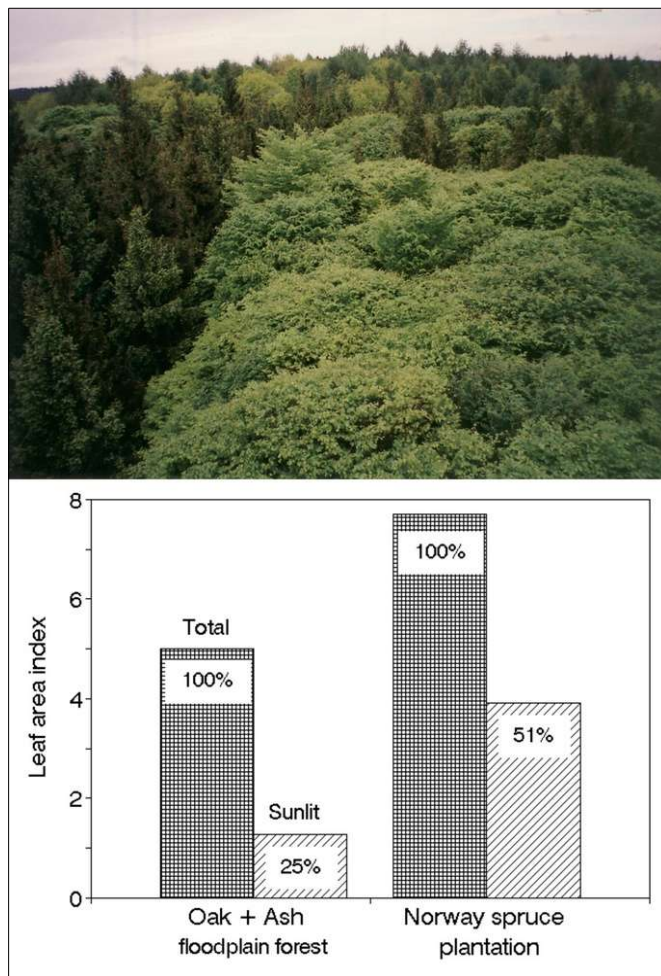 8
6
4
2
0
Leaf area index
Total
100%
Sunlit
25%
100%
51%
Oak + Ash
floodplain forest
Norway spruce
plantation